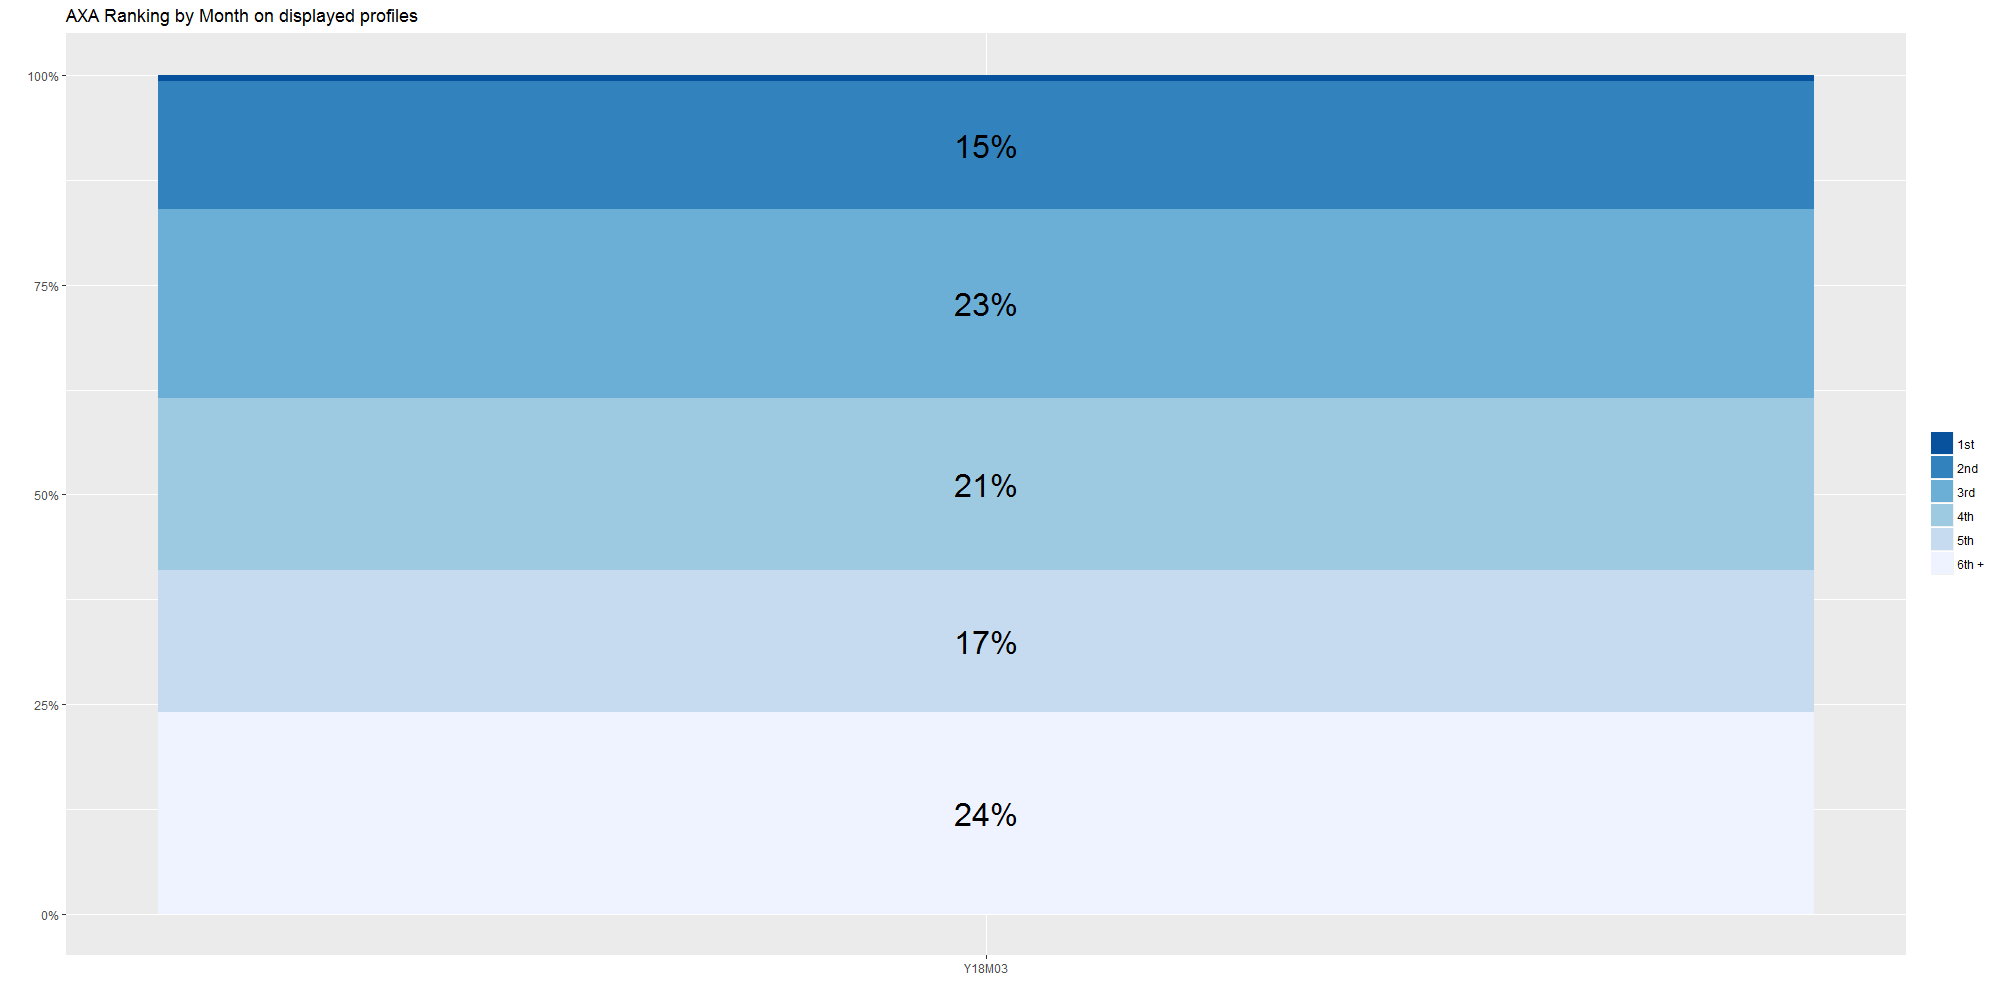 AXA Ranking by Month on displayed profiles
100%
75%
50%
25%
0%
15%
23%
21%
17%
24%
Y18M03
1st
2nd
3rd
4th
5th
6th +